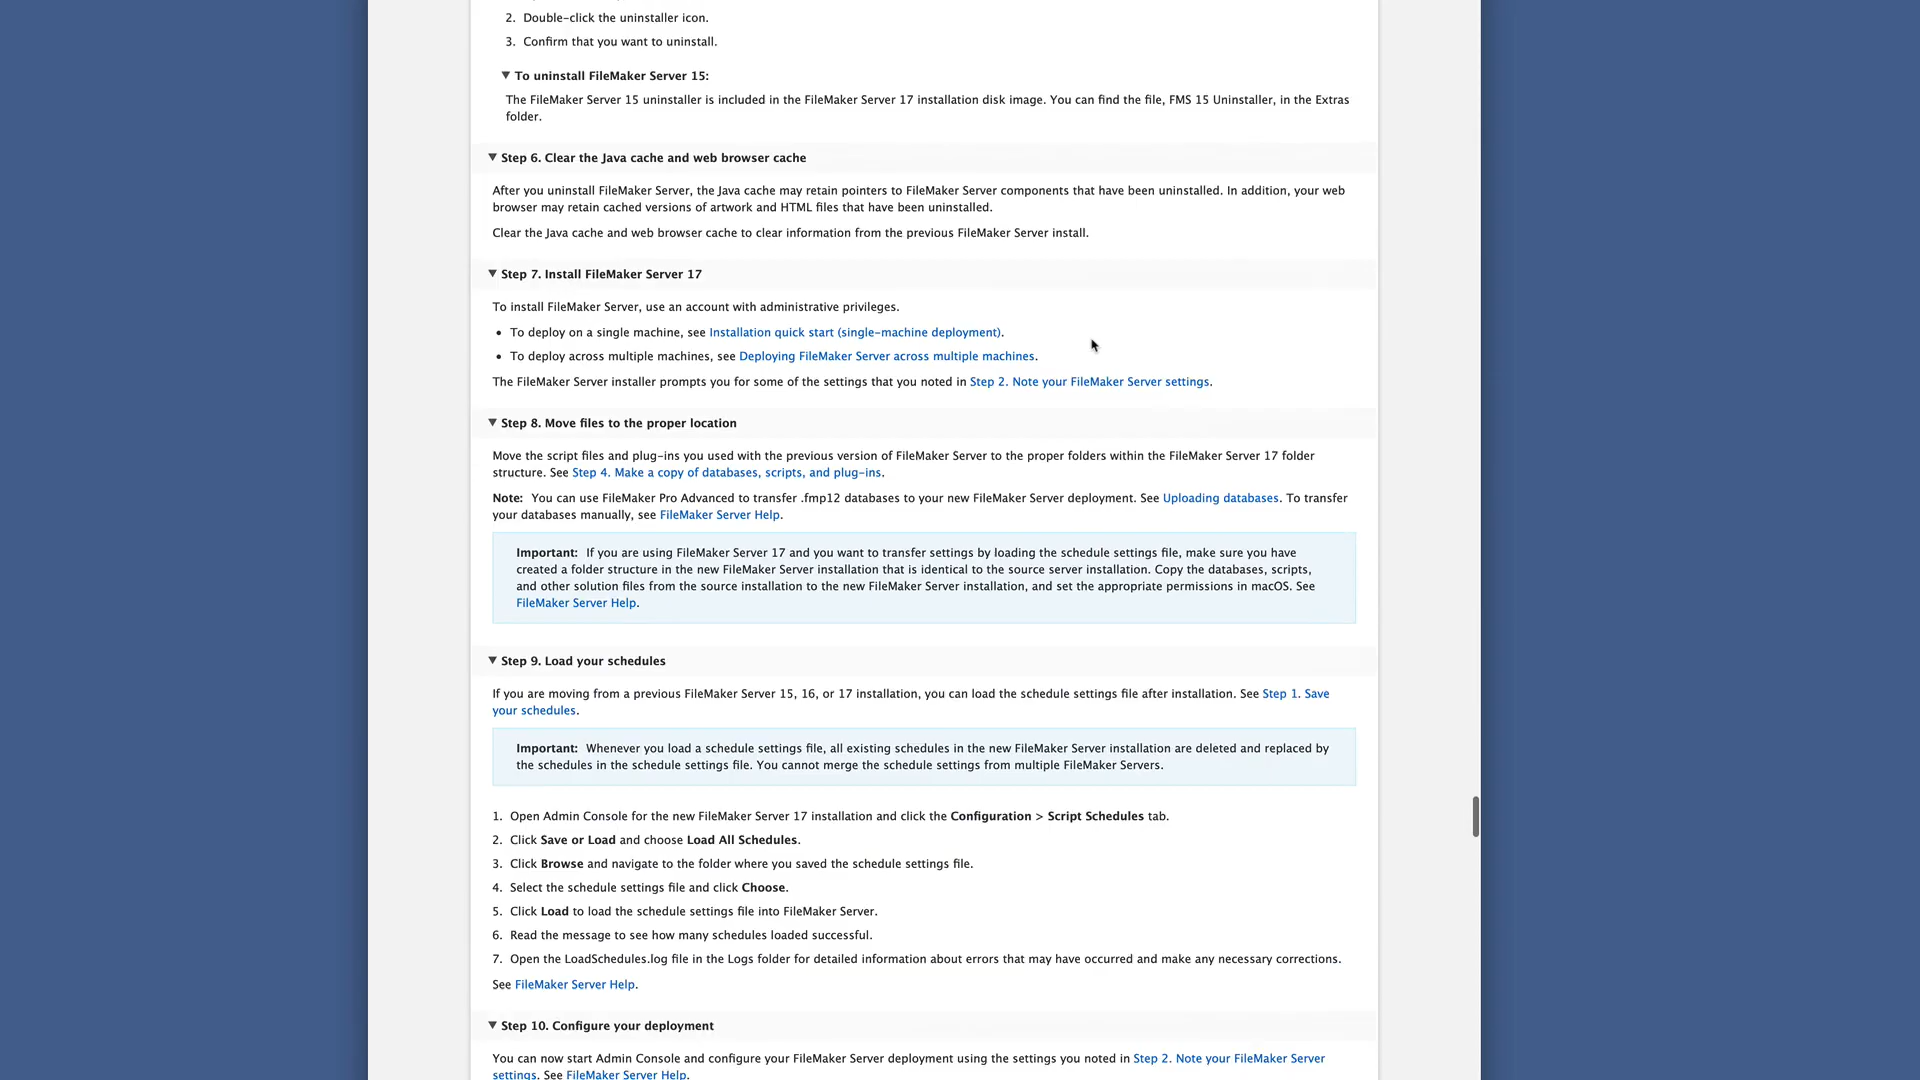 2. Double-click the uninstaller icon.
3. Confirm that you want to uninstall.
▼ To uninstall FileMaker Server 15:
The FileMaker Server 15 uninstaller is included in the FileMaker Server 17 installation disk image. You can find the file, FMS 15 Uninstaller, in the Extras
folder.
▼ Step 6. Clear the Java cache and web browser cache
After you uninstall FileMaker Server, the Java cache may retain pointers to FileMaker Server components that have been uninstalled. In addition, your web
browser may retain cached versions of artwork and HTML files that have been uninstalled.
Clear the Java cache and web browser cache to clear information from the previous FileMaker Server install.
▼ Step 7. Install FileMaker Server 17
To install FileMaker Server, use an account with administrative privileges.
• To deploy on a single machine, see Installation quick start (single-machine deployment).
• To deploy across multiple machines, see Deploying FileMaker Server across multiple machines.
The FileMaker Server installer prompts you for some of the settings that you noted in Step 2. Note your FileMaker Server settings.
▼ Step 8. Move files to the proper location
Move the script files and plug-ins you used with the previous version of FileMaker Server to the proper folders within the FileMaker Server 17 folder
structure. See Step 4. Make a copy of databases, scripts, and plug-ins.
Note: You can use FileMaker Pro Advanced to transfer .fmp12 databases to your new FileMaker Server deployment. See Uploading databases. To transfer
your databases manually, see FileMaker Server Help.
Important: If you are using FileMaker Server 17 and you want to transfer settings by loading the schedule settings file, make sure you have
created a folder structure in the new FileMaker Server installation that is identical to the source server installation. Copy the databases, scripts,
and other solution files from the source installation to the new FileMaker Server installation, and set the appropriate permissions in macOS. See
FileMaker Server Help.
▼ Step 9. Load your schedules
If you are moving from a previous FileMaker Server 15, 16, or 17 installation, you can load the schedule settings file after installation. See Step 1. Save
your schedules.
Important: Whenever you load a schedule settings file, all existing schedules in the new FileMaker Server installation are deleted and replaced by
the schedules in the schedule settings file. You cannot merge the schedule settings from multiple FileMaker Servers.
1. Open Admin Console for the new FileMaker Server 17 installation and click the Configuration > Script Schedules tab.
2. Click Save or Load and choose Load All Schedules.
3. Click Browse and navigate to the folder where you saved the schedule settings file.
4. Select the schedule settings file and click Choose.
5. Click Load to load the schedule settings file into FileMaker Server.
6. Read the message to see how many schedules loaded successful.
7. Open the LoadSchedules.log file in the Logs folder for detailed information about errors that may have occurred and make any necessary corrections.
See FileMaker Server Help.
▼ Step 10. Configure your deployment
You can now start Admin Console and configure your FileMaker Server deployment using the settings you noted in Step 2. Note your FileMaker Server
settings. See FileMaker Server Help.